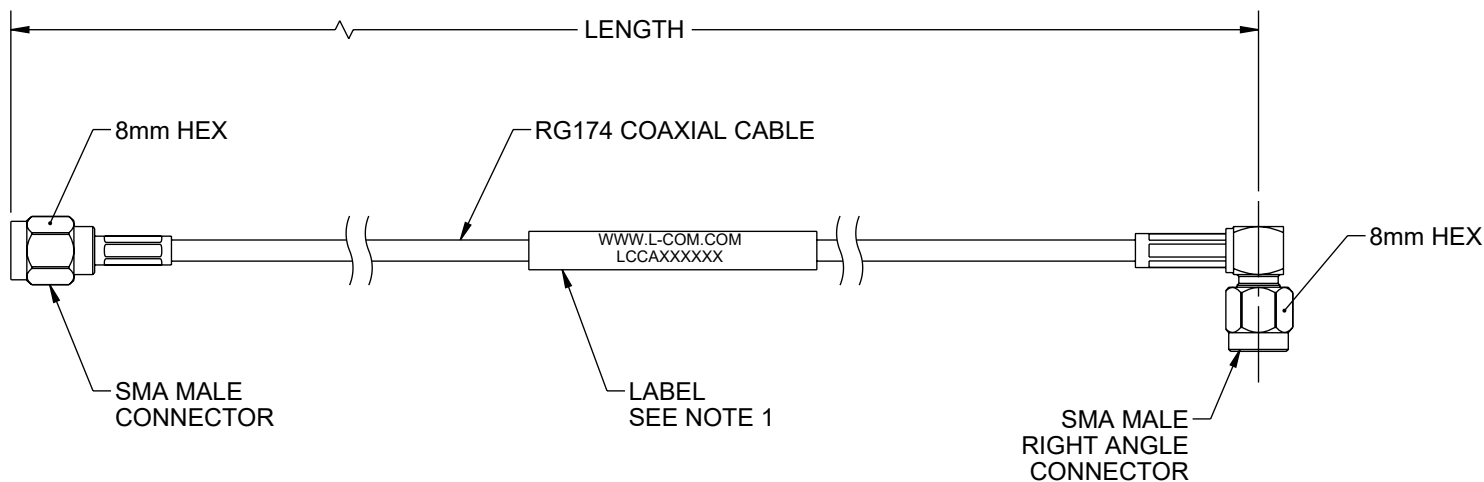 LENGTH
8mm HEX
RG174 COAXIAL CABLE
WWW.L-COM.COM
LCCAXXXXXX
8mm HEX
SMA MALE
CONNECTOR
LABEL
SEE NOTE 1
SMA MALE
RIGHT ANGLE
CONNECTOR